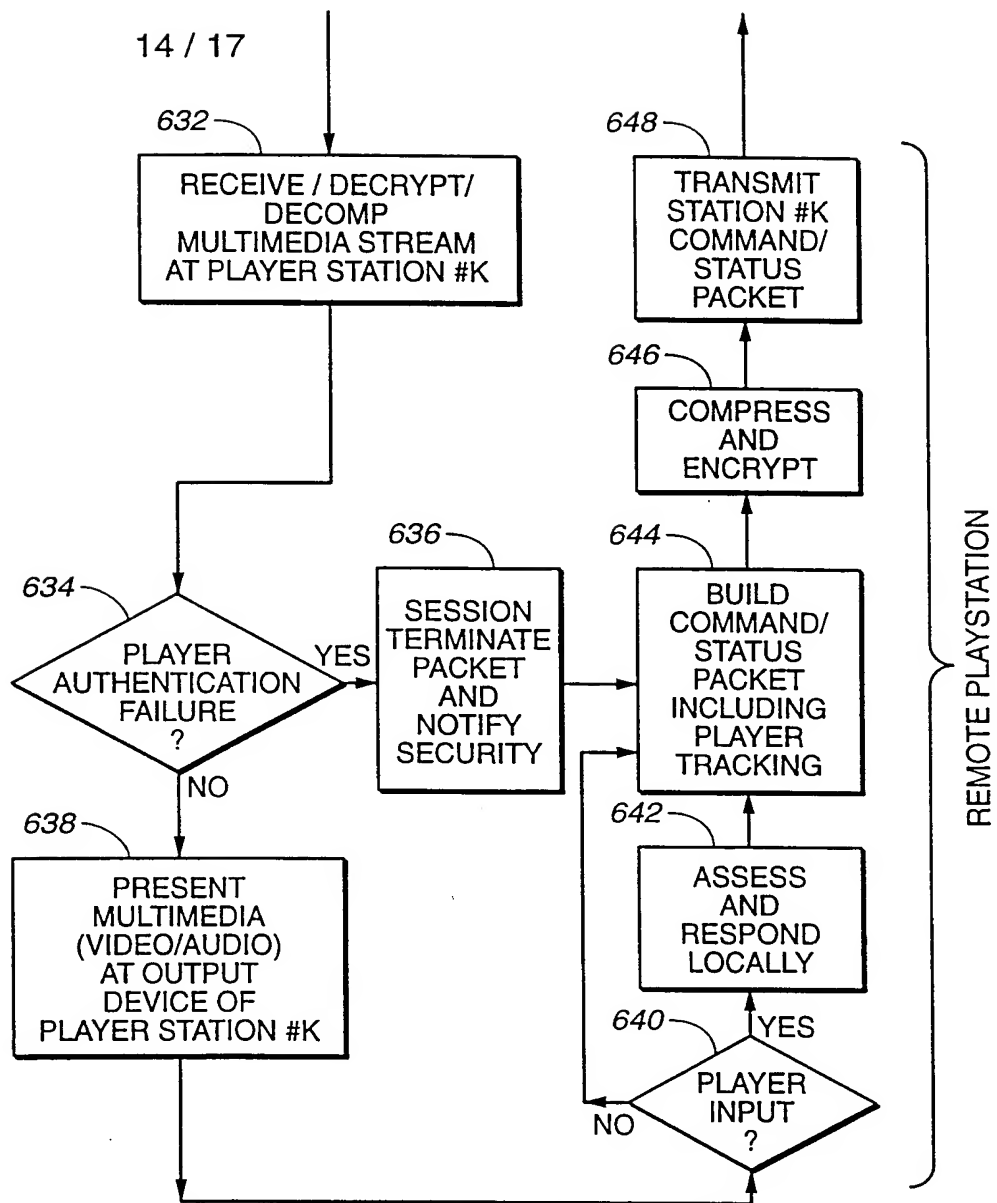 14 / 17
632
RECEIVE / DECRYPT/
DECOMP
MULTIMEDIA STREAM
AT PLAYER STATION #K
634
PLAYER
AUTHENTICATION
FAILURE
?
YES
NO
636
SESSION
TERMINATE
PACKET
AND
NOTIFY
SECURITY
638
PRESENT
MULTIMEDIA
(VIDEO/AUDIO)
AT OUTPUT
DEVICE OF
PLAYER STATION #K
648
TRANSMIT
STATION #K
COMMAND/
STATUS
PACKET
646
COMPRESS
AND
ENCRYPT
644
BUILD
COMMAND/
STATUS
PACKET
INCLUDING
PLAYER
TRACKING
642
ASSESS
AND
RESPOND
LOCALLY
640
YES
PLAYER
INPUT
?
NO
REMOTE PLAYSTATION